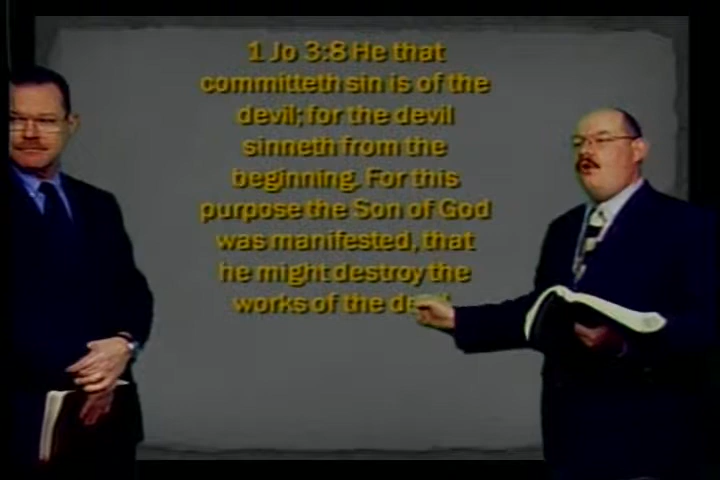 1 Jo 3:8 He that
committeth sin is of the
devil; for the devil
sinneth from the
beginning. For this
purpose the Son of God
was manifested, that
he might destroy the
works of the